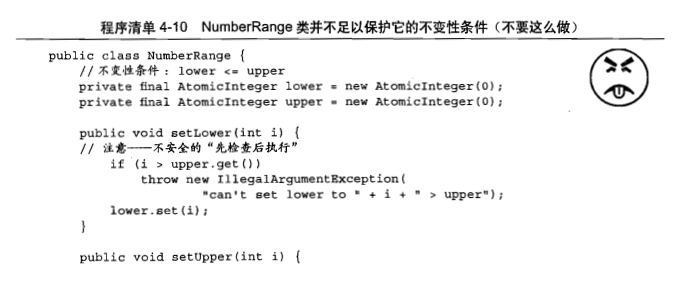 程序清单 4-10 NumberRange 类并不足以保护它的不变性条件（不要这么做）
public class NumberRange {
// 不变性条件：lower <= upper
private final AtomicInteger lower = new AtomicInteger(0);
private final AtomicInteger upper = new AtomicInteger(0);
public void setLower(int i) {
// 注意——不安全的“先检查后执行”
if (i > upper.get())
throw new IllegalArgumentException(
"can't set lower to " + i + " > upper");
lower.set(i);
}
public void setUpper(int i) {